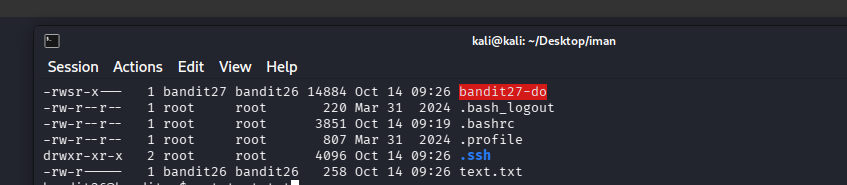 kali@kali: ~/Desktop/iman
Session Actions Edit View Help
-rwsr-x--- 1 bandit27 bandit26 14884 Oct 14 09:26 bandit27-do
-rw-r--r-- 1 root root 220 Mar 31 2024 .bash_logout
-rw-r--r-- 1 root root 3851 Oct 14 09:19 .bashrc
-rw-r--r-- 1 root root 807 Mar 31 2024 .profile
drwxr-xr-x 2 root root 4096 Oct 14 09:26 .ssh
-rw-r----- 1 bandit26 bandit26 258 Oct 14 09:26 text.txt